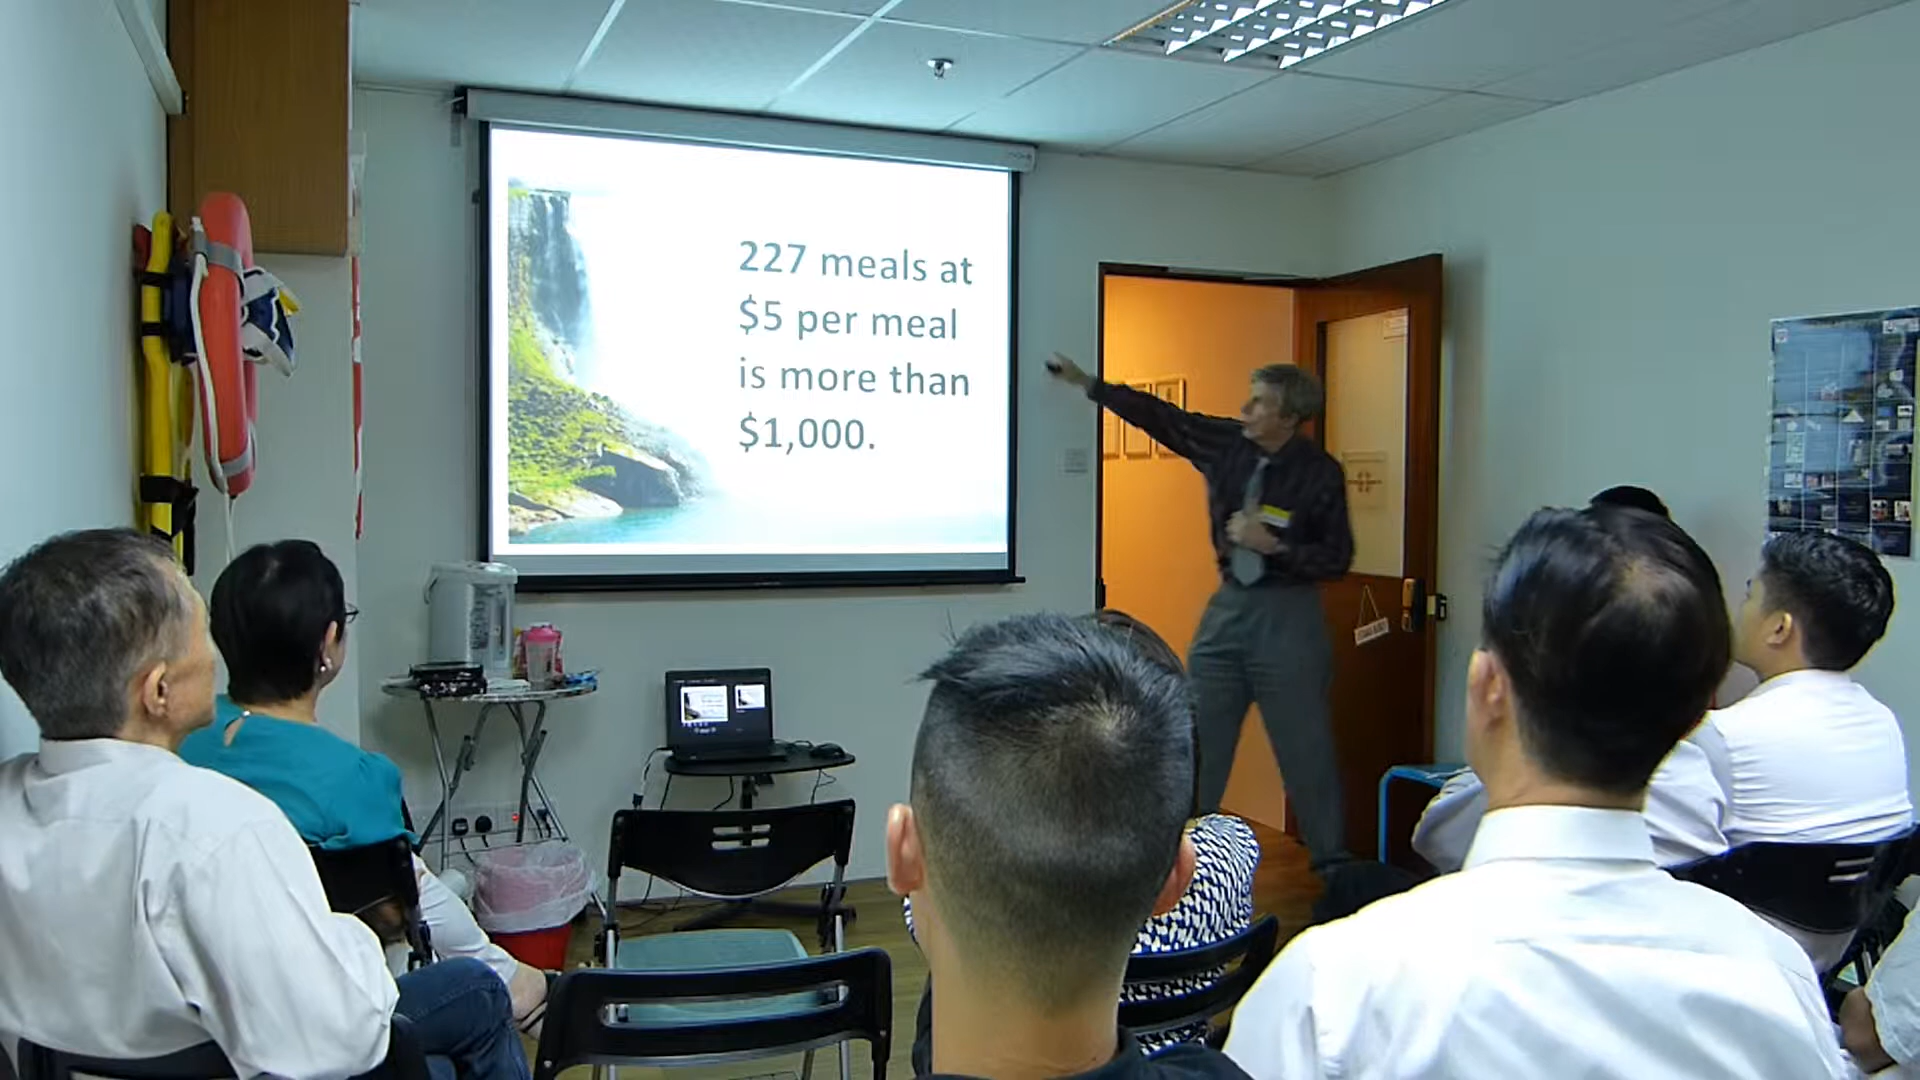 227 meals at
$5 per meal
is more than
$1,000.